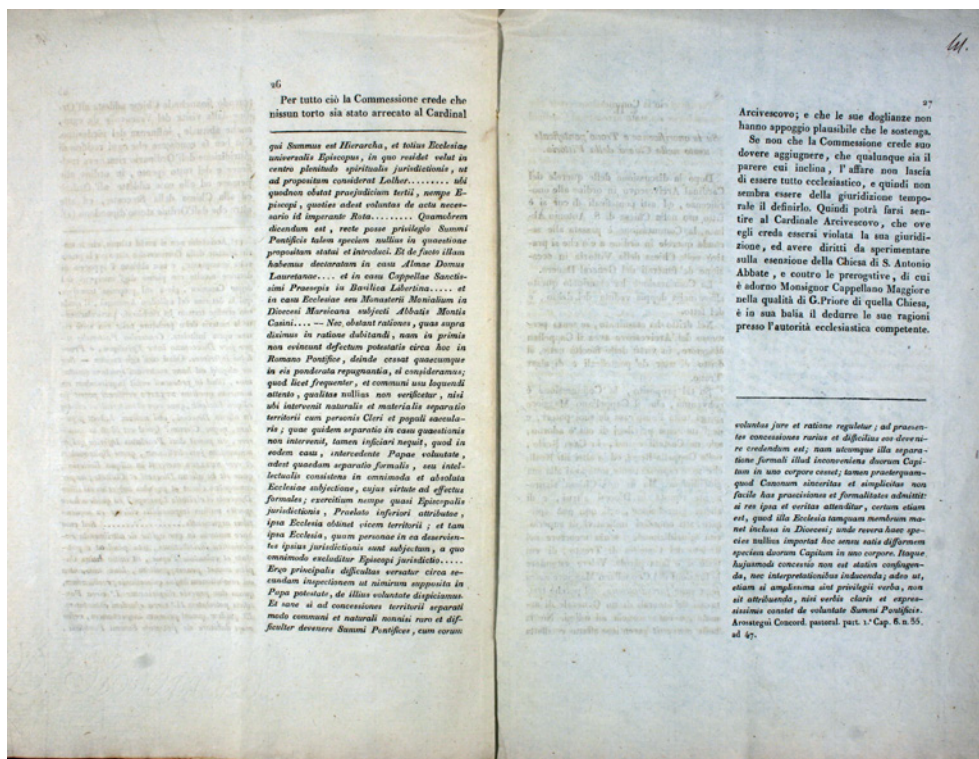 26
Per tutto ciò la Commessione crede che
nissun torto sia stato arrecato al Cardinal
qui Summus est Hierarcha, et totius Ecclesiae
universalis Episcopus, in quo residet velut in
centro plenitudo spiritualis jurisdictionis, ut
ad propositum considerat Lother......... ubi
quodnon obstat praejudicium tertii, nempe E-
piscopi, quoties adest voluntas de actu neces-
sario id imperante Rota......... Quamobrem
dicendum est, recte posse privilegio Summi
Pontificis talem speciem nullius in quaestione
propositam statui et introduci. Et de facto illam
habemus declaratam in casu Almae Domus
Lauretanae.... et in casu Cappellae Sanctis-
simi Praesepis in Basilica Libertina..... et
in casu Ecclesiae seu Monasterii Monialium in
Dioecesi Marsicana subjecti Abbatis Montis
Casini.... — Nec obstant rationes, quas supra
diximus in ratione dubitandi, nam in primis
non evincunt defectum potestatis circa hoc in
Romano Pontifice, deinde cessat quaecumque
in eis ponderata repugnantia, si consideramus;
quod licet frequenter, et communi usu loquendi
attento, qualitas nullius non verificetur, nisi
ubi intervenit naturalis et materialis separatio
territorii cum personis Cleri et populi saecula-
ris; quae quidem separatio in casu quaestionis
non intervenit, tamen inficiari nequit, quod in
eodem casu, intercedente Papae voluntate,
adest quaedam separatio formalis, seu intel-
lectualis consistens in omnimoda et absoluta
Ecclesiae subjectione, cujus virtute ad effectus
formales; exercitium nempe quasi Episcopalis
jurisdictionis, Praelato inferiori attributae,
ipsa Ecclesia obtinet vicem territorii; et tam
ipsa Ecclesia, quam personae in ea deservien-
tes ipsius jurisdictionis sunt subjectum, a quo
omnimodo excluditur Episcopi jurisdictio.....
Ergo principalis difficultas versatur circa se-
cundam inspectionem ut nimirum supposita in
Papa potestate, de illius voluntate dispiciamus.
Et sane si ad concessiones territorii separati
modo communi et naturali nonnisi raro et dif-
ficulter devenere Summi Pontifices, cum eorum
27
Arcivescovo; e che le sue doglianze non
hanno appoggio plausibile che le sostenga.
Se non che la Commessione crede suo
dovere aggiugnere, che qualunque sia il
parere cui inclina, l'affare non lascia
di essere tutto ecclesiastico, e quindi non
sembra essere della giuridizione tempo-
rale il definirlo. Quindi potrà farsi sen-
tire al Cardinale Arcivescovo, che ove
egli creda essersi violata la sua giuridi-
zione, ed avere diritti da sperimentare
sulla esenzione della Chiesa di S. Antonio
Abbate, e contro le prerogative, di cui
è adorno Monsignor Cappellano Maggiore
nella qualità di G.Priore di quella Chiesa,
è in sua balìa il dedurre le sue ragioni
presso l'autorità ecclesiastica competente.
voluntas jure et ratione reguletur; ad praesen-
tes concessiones rarius et difficilius eos deveni-
re credendum est; nam utcumque illa separa-
tione formali illud inconveniens duorum Capi-
tum in uno corpore cesset; tamen praeterquam-
quod Canonum sinceritas et simplicitas non
facile has praecisiones et formalitates admittit:
si res ipsa et veritas attenditur, certum etiam
est, quod illa Ecclesia tamquam membrum ma-
net inclusa in Dioecesi; unde revera haec spe-
cies nullius importat hoc sensu satis difformem
speciem duorum Capitum in uno corpore. Itaque
hujusmodi concessio non est statim confingen-
da, nec interpretationibus inducenda; adeo ut,
etiam si amplissima sint privilegii verba, non
sit attribuenda, nisi verbis claris et expres-
sissimis constet de voluntate Summi Pontificis.
Arostegui Concord. pastoral. part. 1.ª Cap. 6. n. 35.
ad 47.